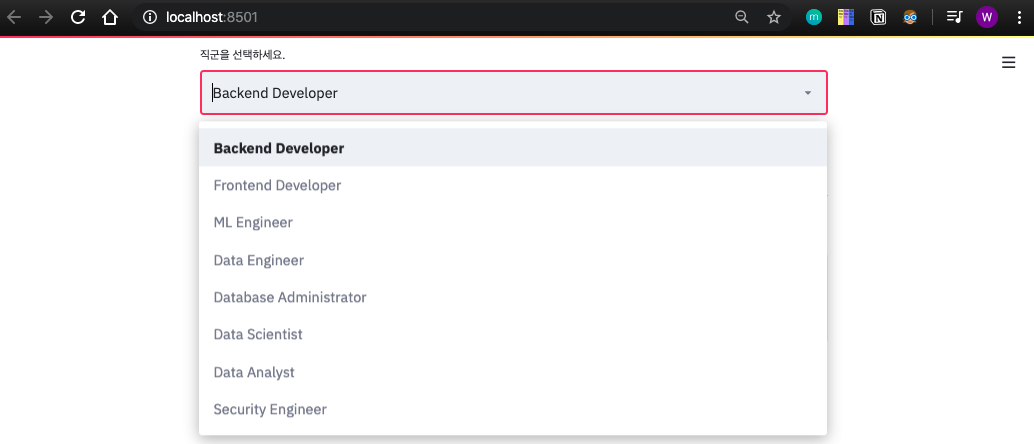 localhost:8501
m
N
W
직군을 선택하세요.
Backend Developer
Backend Developer
Frontend Developer
ML Engineer
Data Engineer
Database Administrator
Data Scientist
Data Analyst
Security Engineer